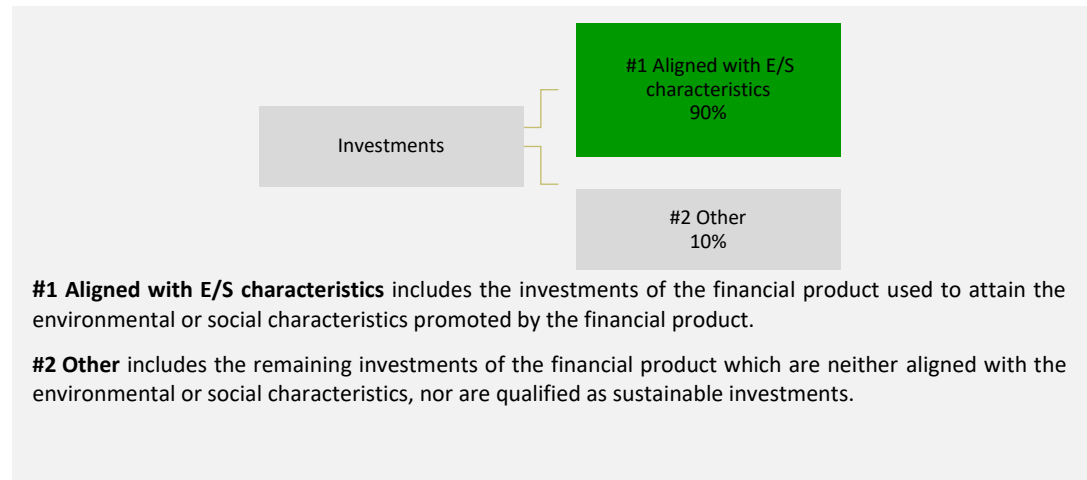 #1 Aligned with E/S
characteristics
90%
Investments
#2 Other
10%
#1 Aligned with E/S characteristics includes the investments of the financial product used to attain the
environmental or social characteristics promoted by the financial product.
#2 Other includes the remaining investments of the financial product which are neither aligned with the
environmental or social characteristics, nor are qualified as sustainable investments.